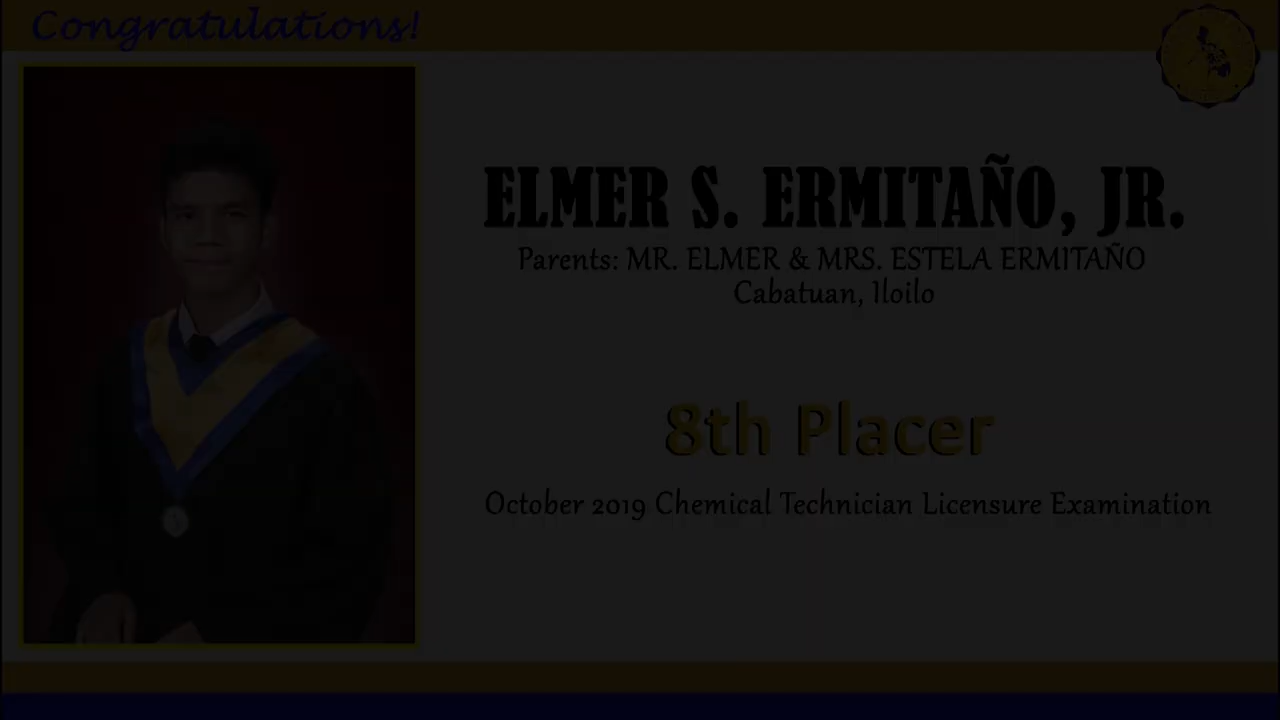 Congratulations!
ELMER S. ERMITAÑO, JR.
Parents: MR. ELMER & MRS. ESTELA ERMITAÑO
Cabatuan, Iloilo
8th Placer
October 2019 Chemical Technician Licensure Examination